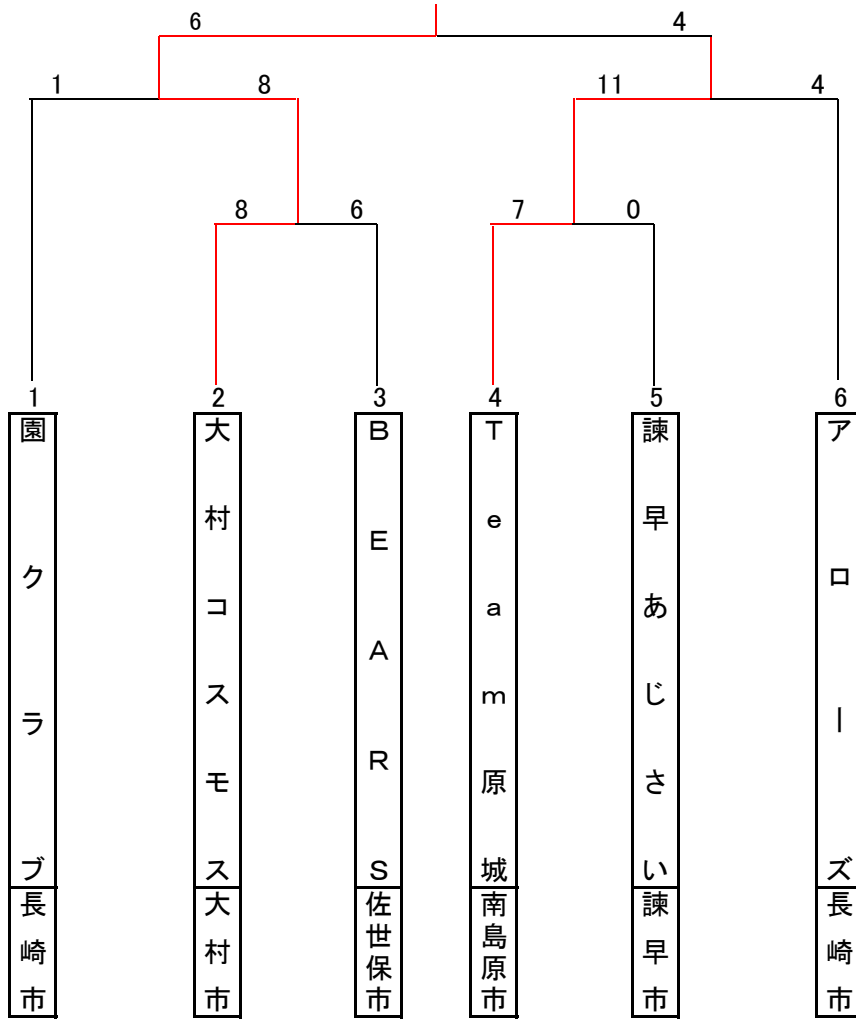 6 4
1 8 11 4
8 6 7 0
1 2 3 4 5 6
園クラブ
長崎市
大村コスモス
大村市
ＢＥＡＲＳ
佐世保市
Ｔｅａｍ原城
南島原市
諫早あじさい
諫早市
アローズ
長崎市